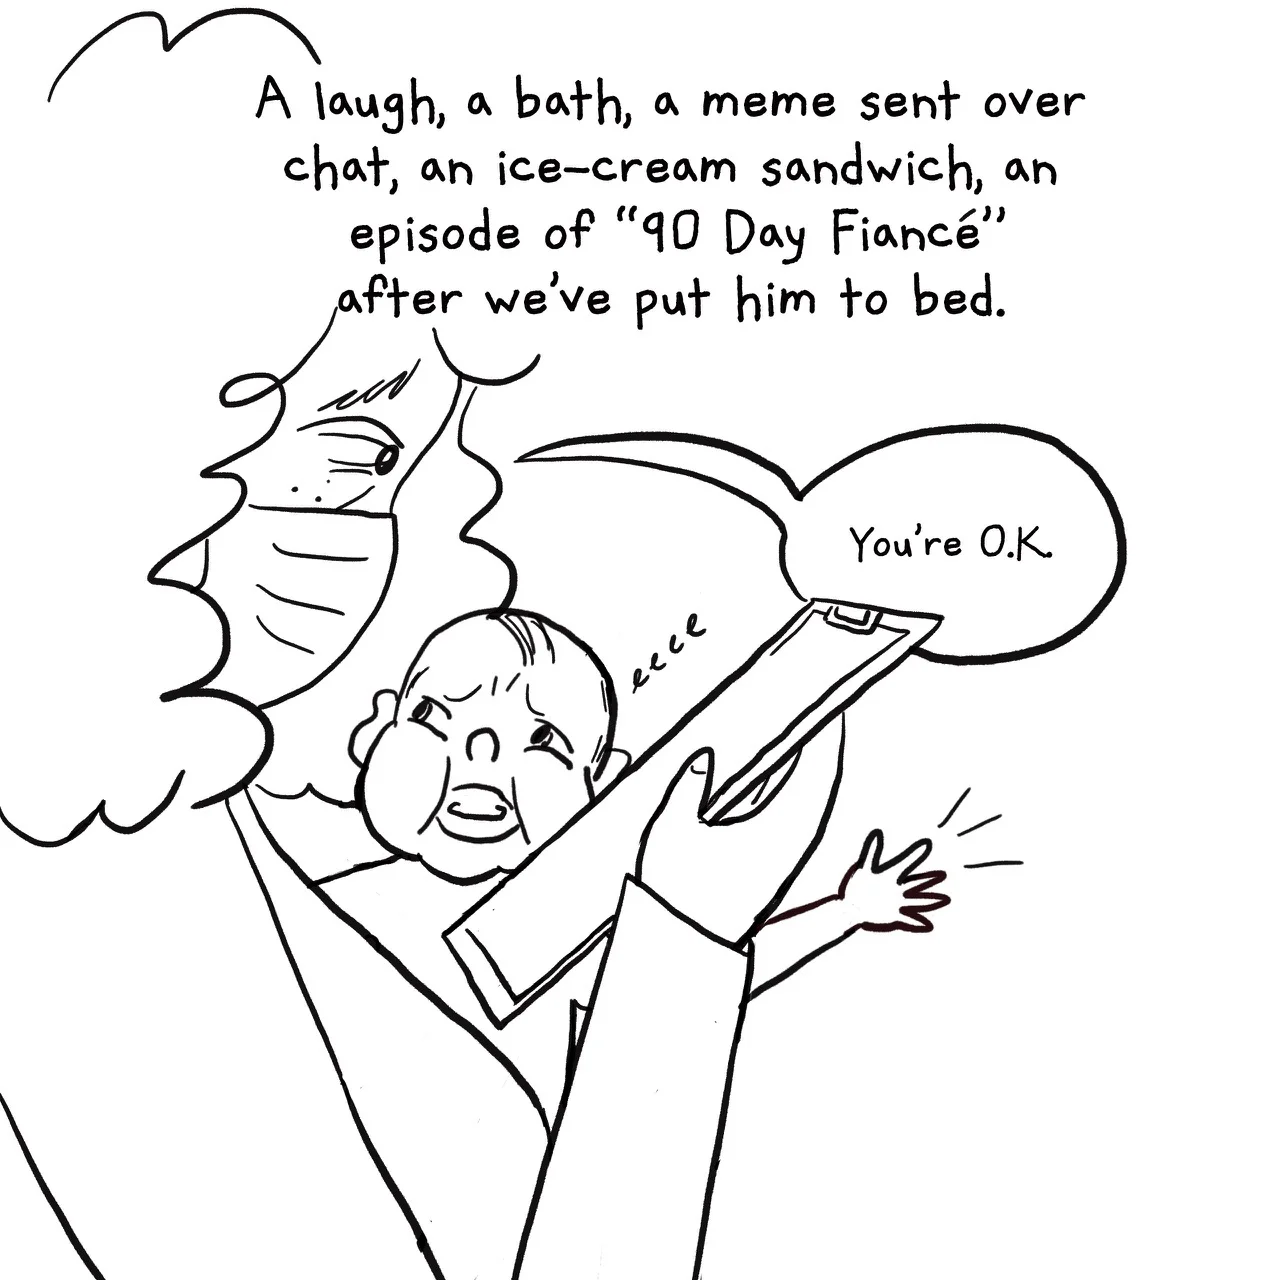 A laugh, a bath, a meme sent over
chat, an ice-cream sandwich, an
episode of “90 Day Fiancé”
after we've put him to bed.
You're O.K.
eeee